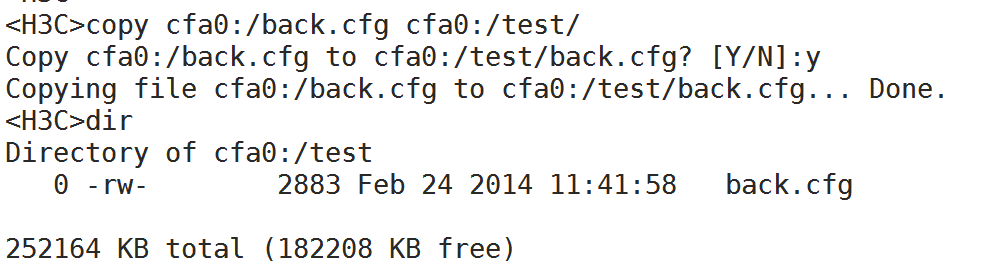 <H3C>copy cfa0:/back.cfg cfa0:/test/
Copy cfa0:/back.cfg to cfa0:/test/back.cfg? [Y/N]:y
Copying file cfa0:/back.cfg to cfa0:/test/back.cfg... Done.
<H3C>dir
Directory of cfa0:/test
   0 -rw-        2883 Feb 24 2014 11:41:58   back.cfg
252164 KB total (182208 KB free)